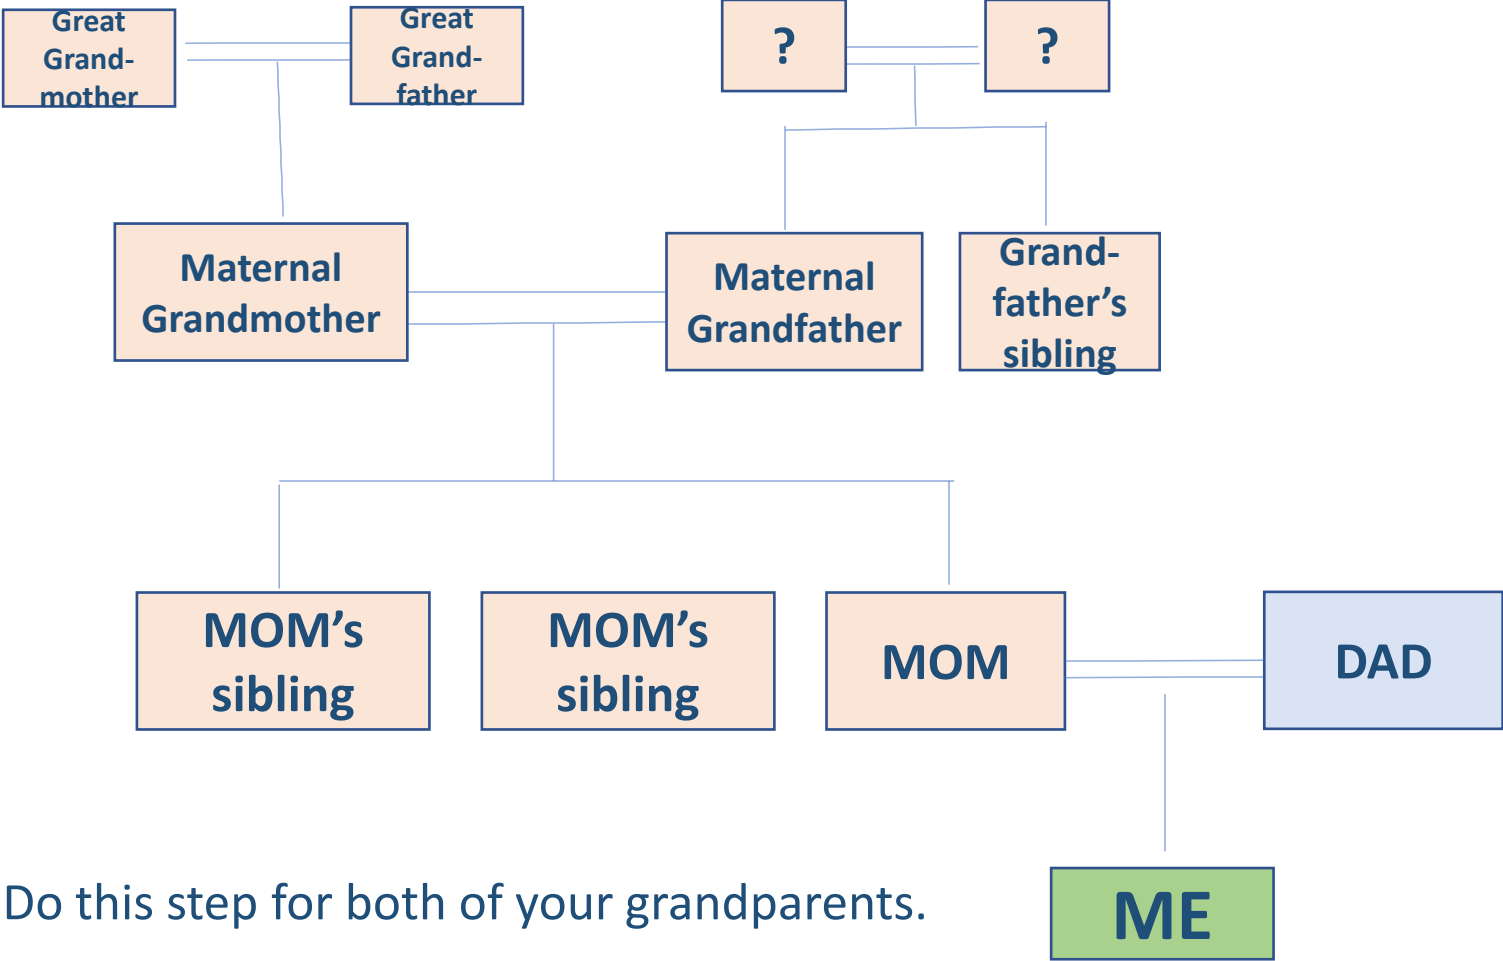 Great
Grand-
mother
Great
Grand-
father
?
?
Maternal
Grandmother
Maternal
Grandfather
Grand-
father’s
sibling
MOM’s
sibling
MOM’s
sibling
MOM
DAD
Do this step for both of your grandparents.
ME